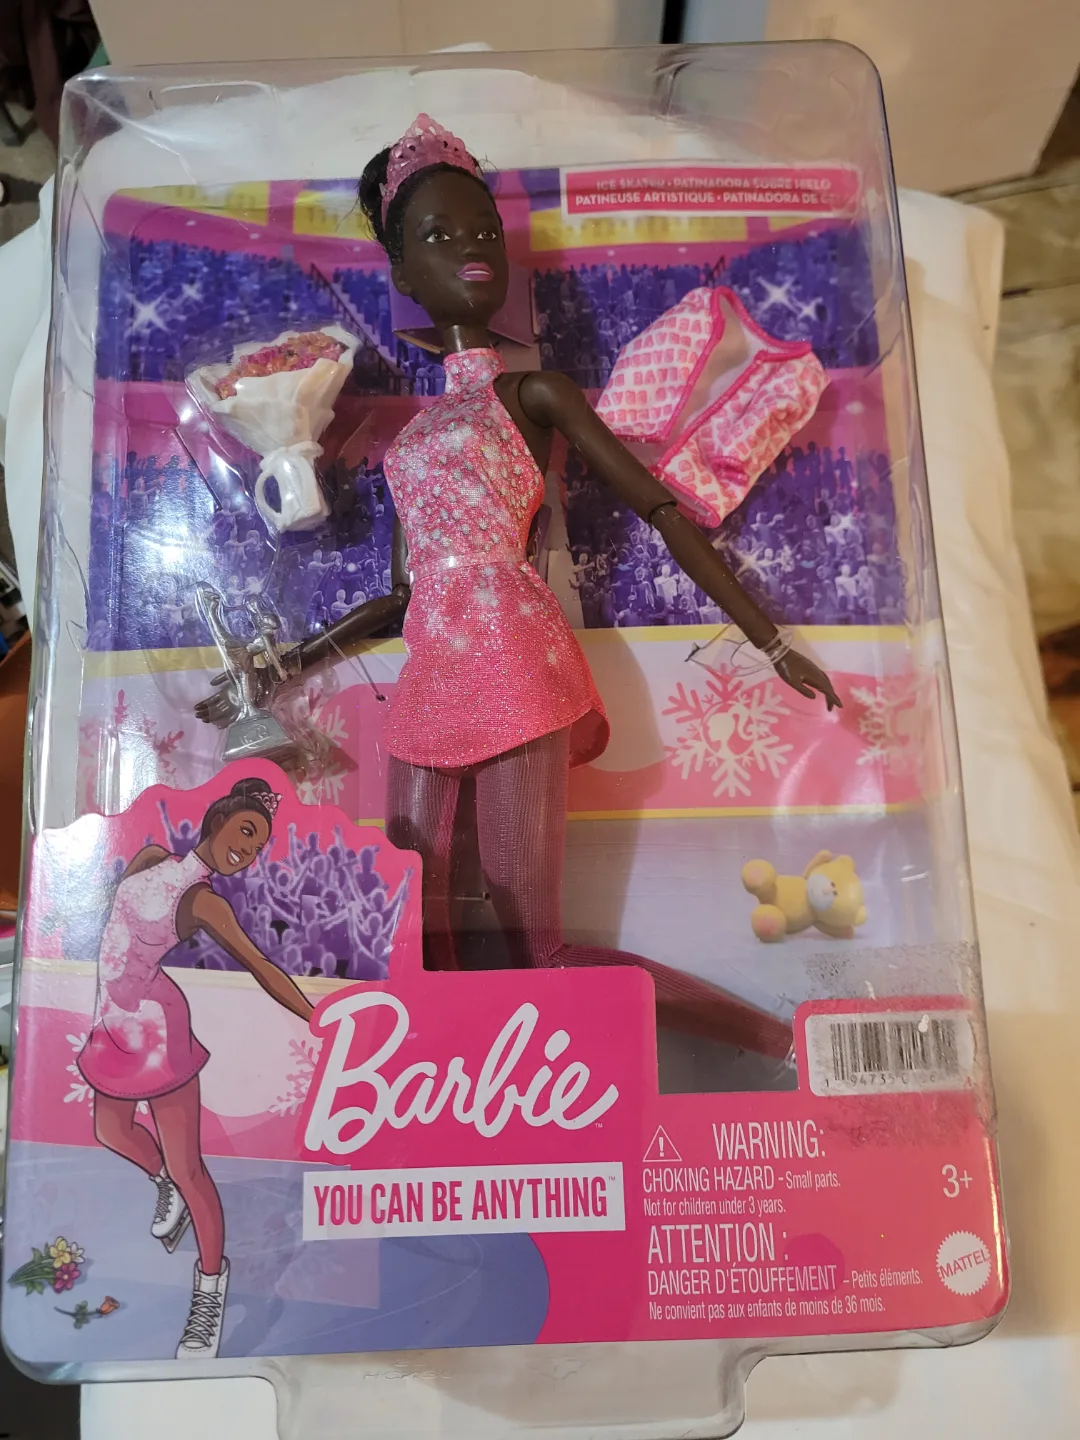 ICE SKATER • PATINADORA SOBRE HIELO
PATINEUSE ARTISTIQUE • PATINADORA DE
Barbie™
YOU CAN BE ANYTHING™
WARNING:
CHOKING HAZARD - Small parts.
Not for children under 3 years.
ATTENTION :
DANGER D'ÉTOUFFEMENT – Petits éléments.
Ne convient pas aux enfants de moins de 36 mois.
3+
MATTEL